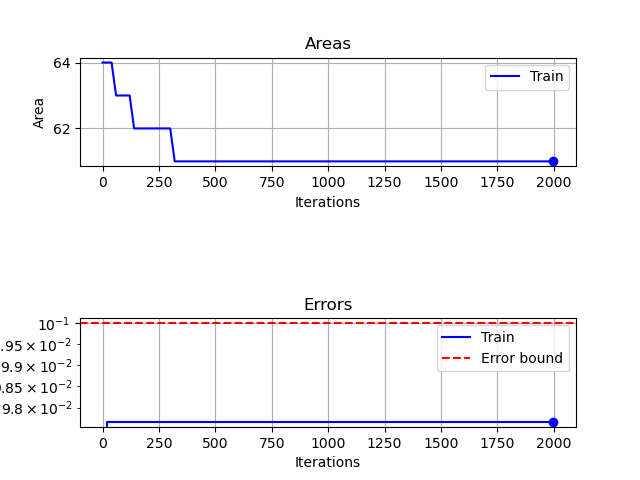 Areas
64
62
Area
Train
0 250 500 750 1000 1250 1500 1750 2000
Iterations
Errors
10⁻¹
.95 × 10⁻²
9.9 × 10⁻²
.85 × 10⁻²
9.8 × 10⁻²
Train
Error bound
0 250 500 750 1000 1250 1500 1750 2000
Iterations